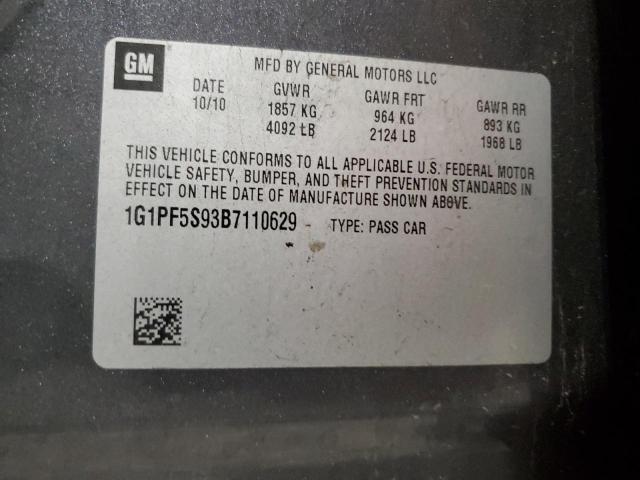 GM
MFD BY GENERAL MOTORS LLC
DATE GVWR GAWR FRT GAWR RR
10/10 1857 KG 964 KG 893 KG
4092 LB 2124 LB 1968 LB
THIS VEHICLE CONFORMS TO ALL APPLICABLE U.S. FEDERAL MOTOR
VEHICLE SAFETY, BUMPER, AND THEFT PREVENTION STANDARDS IN
EFFECT ON THE DATE OF MANUFACTURE SHOWN ABOVE.
1G1PF5S93B7110629 TYPE: PASS CAR